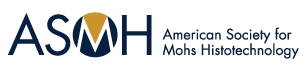 ASMH
American Society for
Mohs Histotechnology